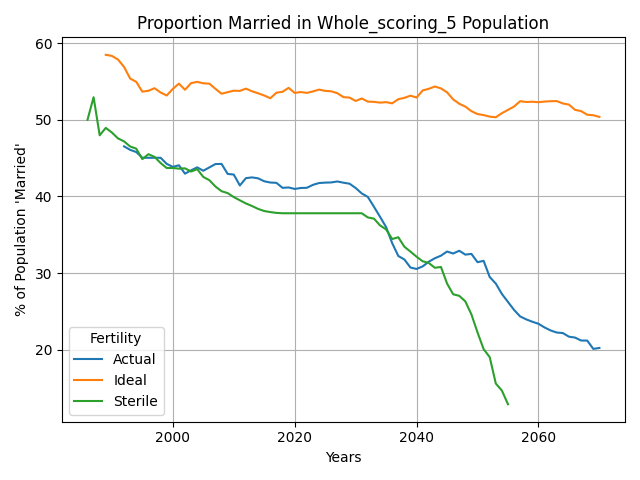 Proportion Married in Whole_scoring_5 Population
% of Population 'Married'
60
50
40
30
20
Fertility
Actual
Ideal
Sterile
2000 2020 2040 2060
Years